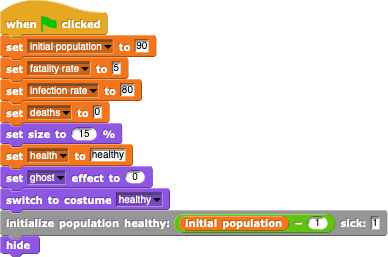 when clicked
set initial population to 90
set fatality rate to 5
set infection rate to 80
set deaths to 0
set size to 15 %
set health to healthy
set ghost effect to 0
switch to costume healthy
initialize population healthy: initial population - 1 sick: 1
hide